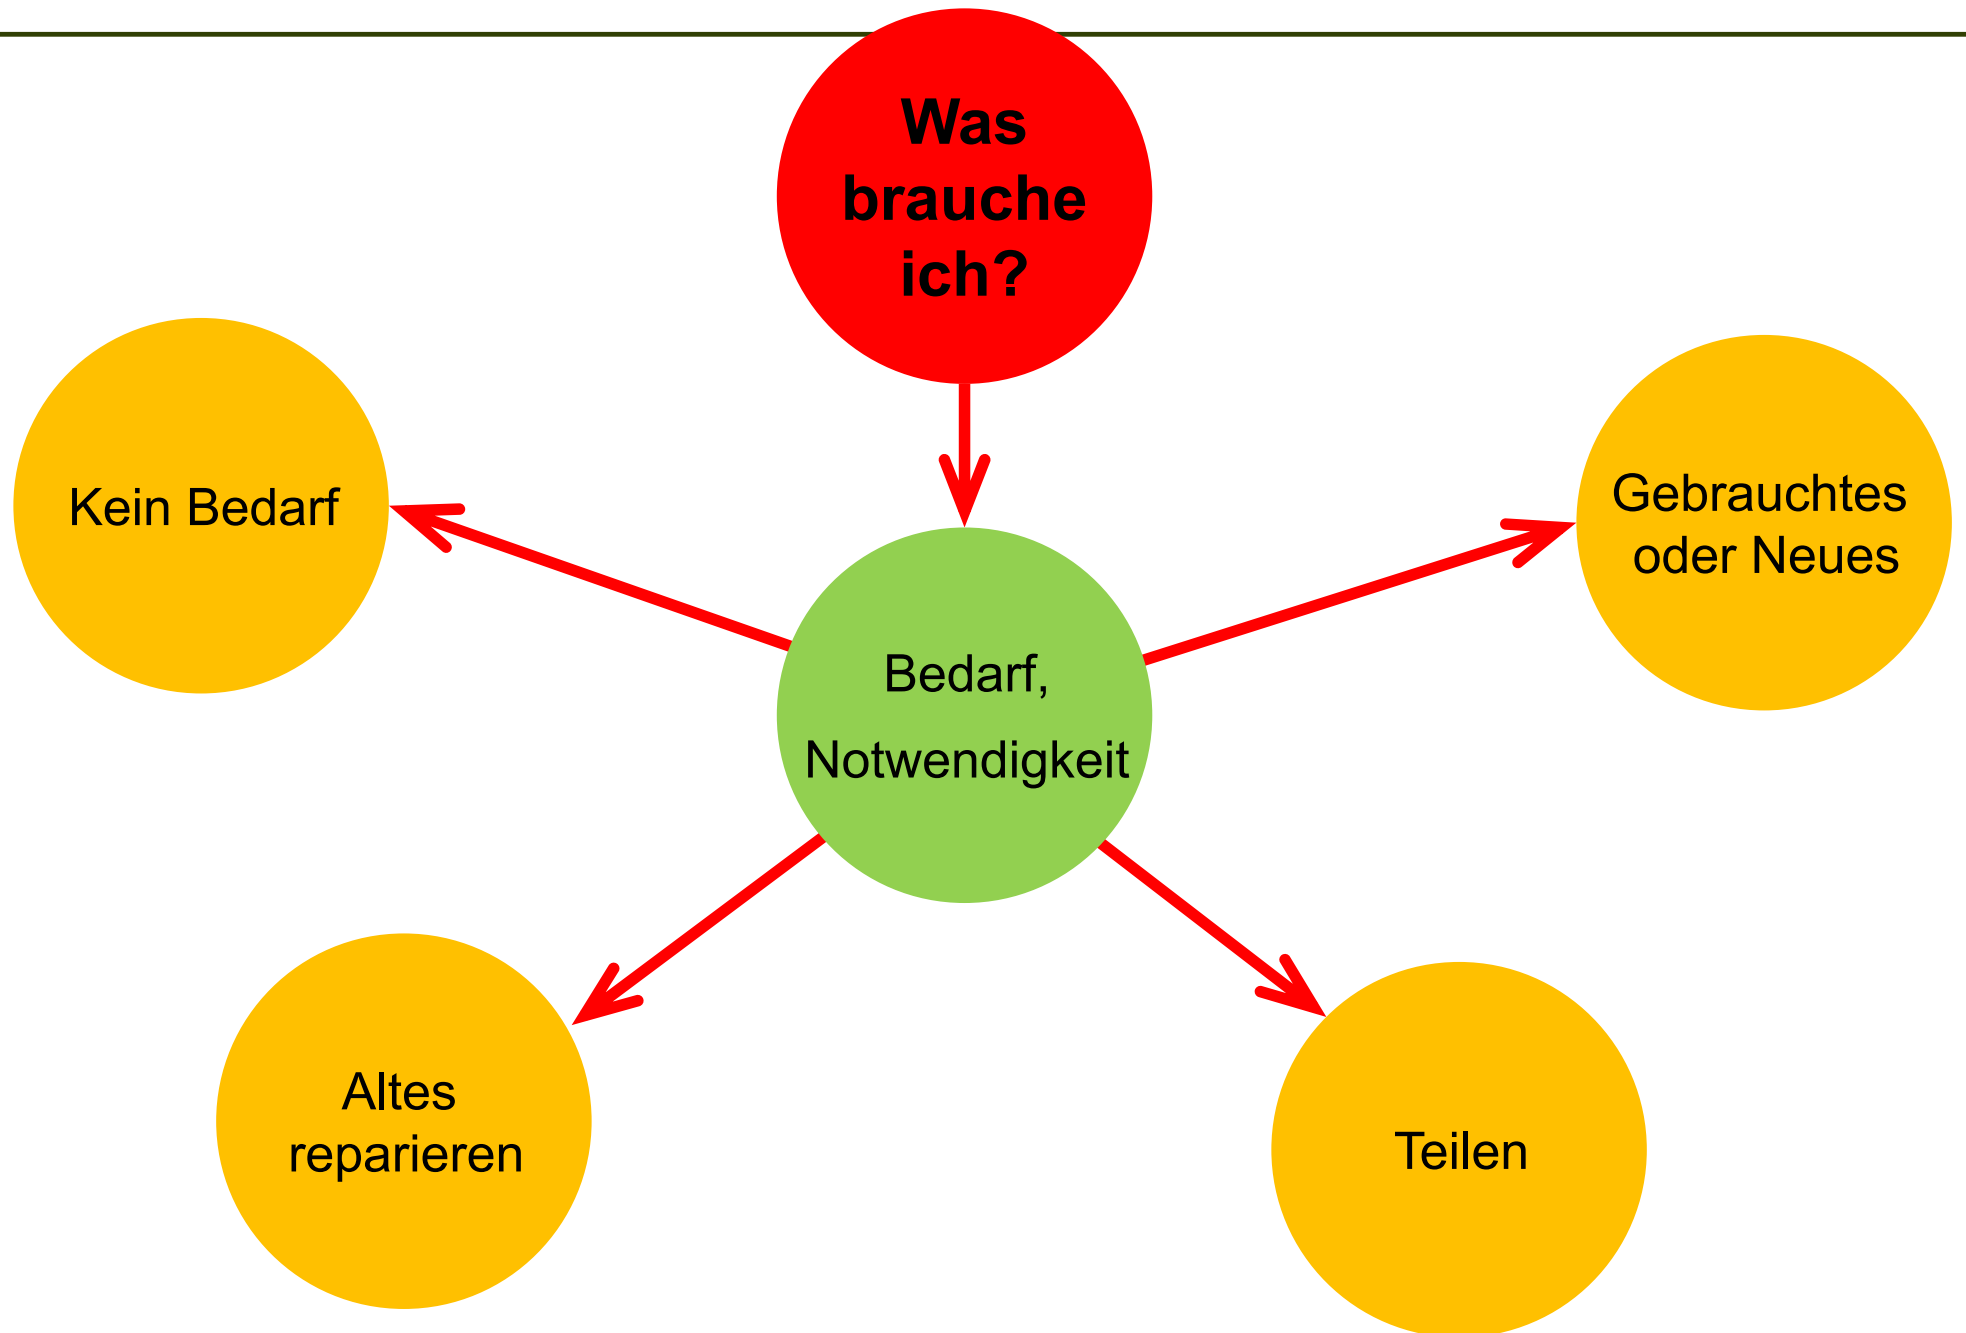 Was
brauche
ich?
Kein Bedarf
Gebrauchtes
oder Neues
Bedarf,
Notwendigkeit
Altes
reparieren
Teilen